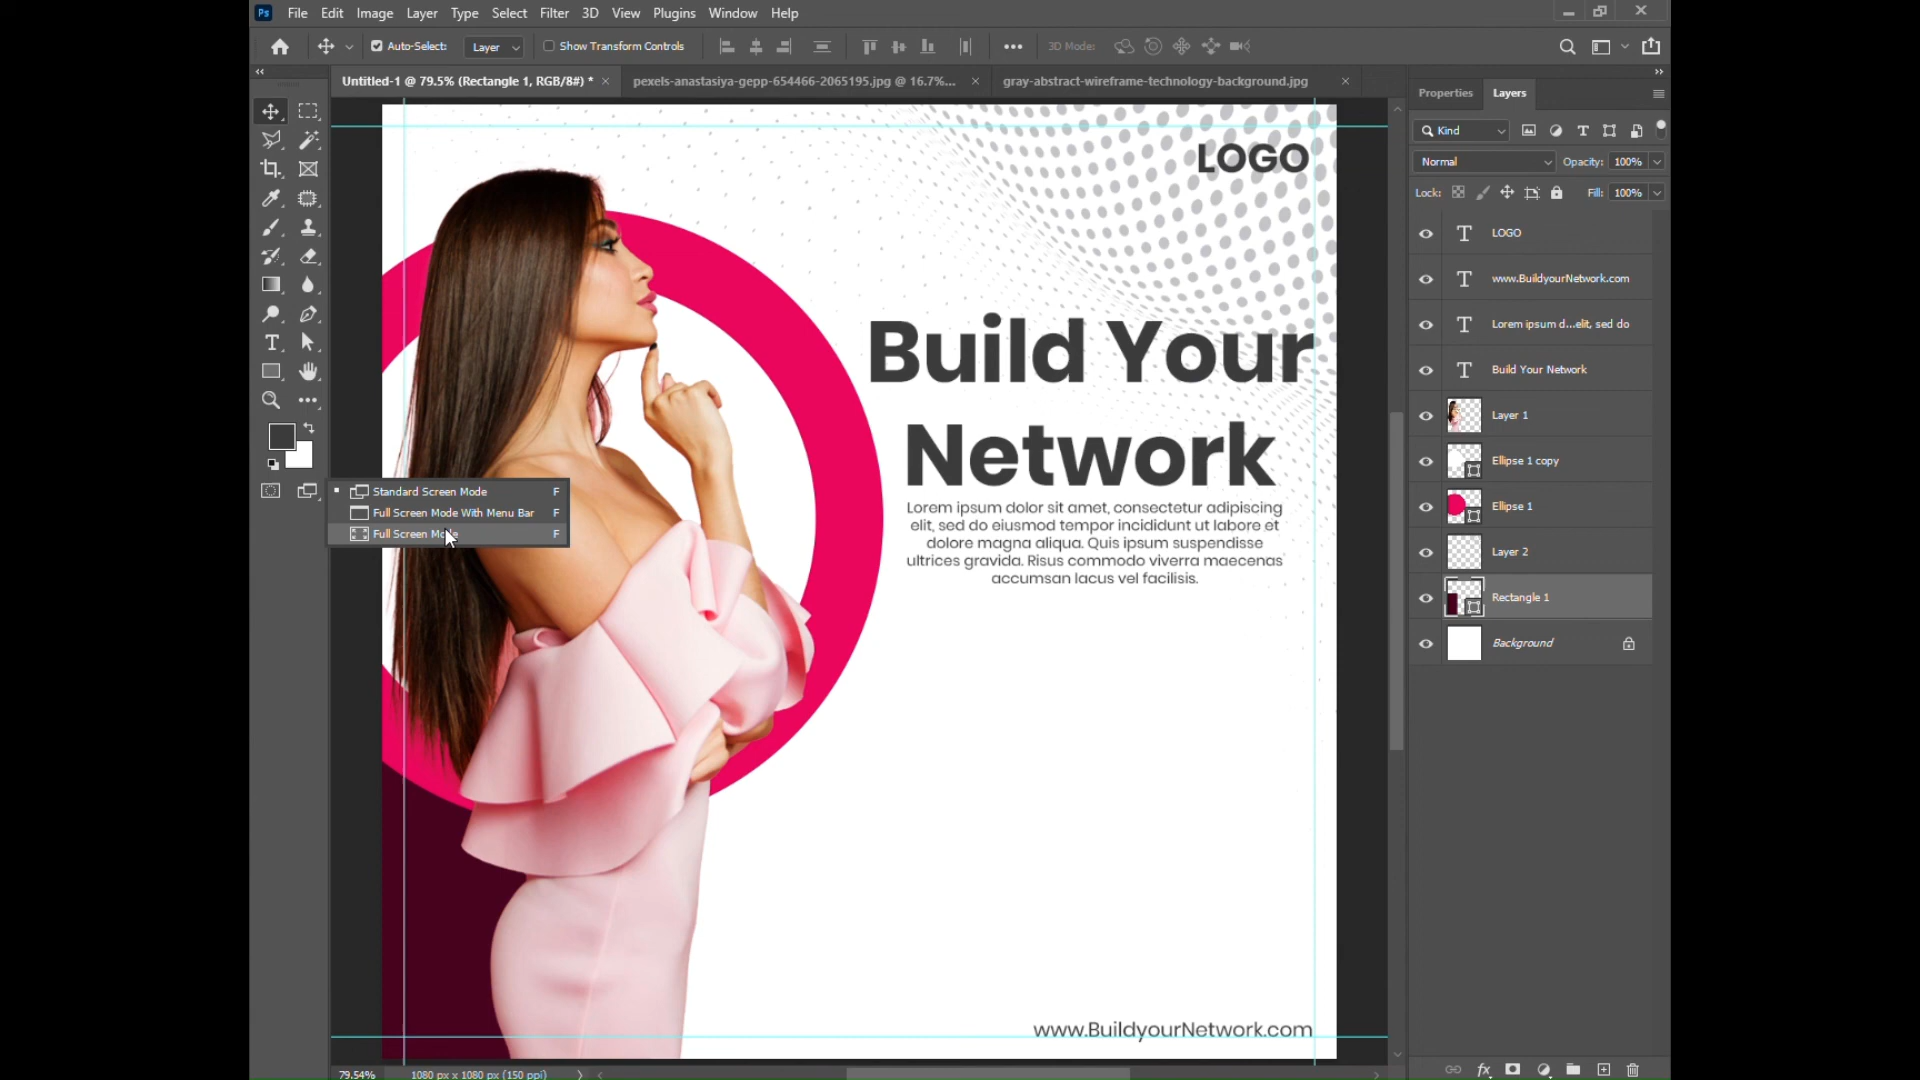 Ps File Edit Image Layer Type Select Filter 3D View Plugins Window Help
Auto-Select: Layer Show Transform Controls 3D Mode:
Untitled-1 @ 79.5% (Rectangle 1, RGB/8#) * pexels-anastasiya-gepp-654466-2065195.jpg @ 16.7%... gray-abstract-wireframe-technology-background.jpg
Properties Layers
Kind
Normal Opacity: 100%
Lock: Fill: 100%
LOGO
www.BuildyourNetwork.com
Lorem ipsum d...elit, sed do
Build Your Network
Layer 1
Ellipse 1 copy
Ellipse 1
Layer 2
Rectangle 1
Background
LOGO
Build Your
Network
Lorem ipsum dolor sit amet, consectetur adipiscing
elit, sed do eiusmod tempor incididunt ut labore et
dolore magna aliqua. Quis ipsum suspendisse
ultrices gravida. Risus commodo viverra maecenas
accumsan lacus vel facilisis.
Standard Screen Mode F
Full Screen Mode With Menu Bar F
Full Screen Mode F
www.BuildyourNetwork.com
79.54% 1080 px x 1080 px (150 ppi)
fx